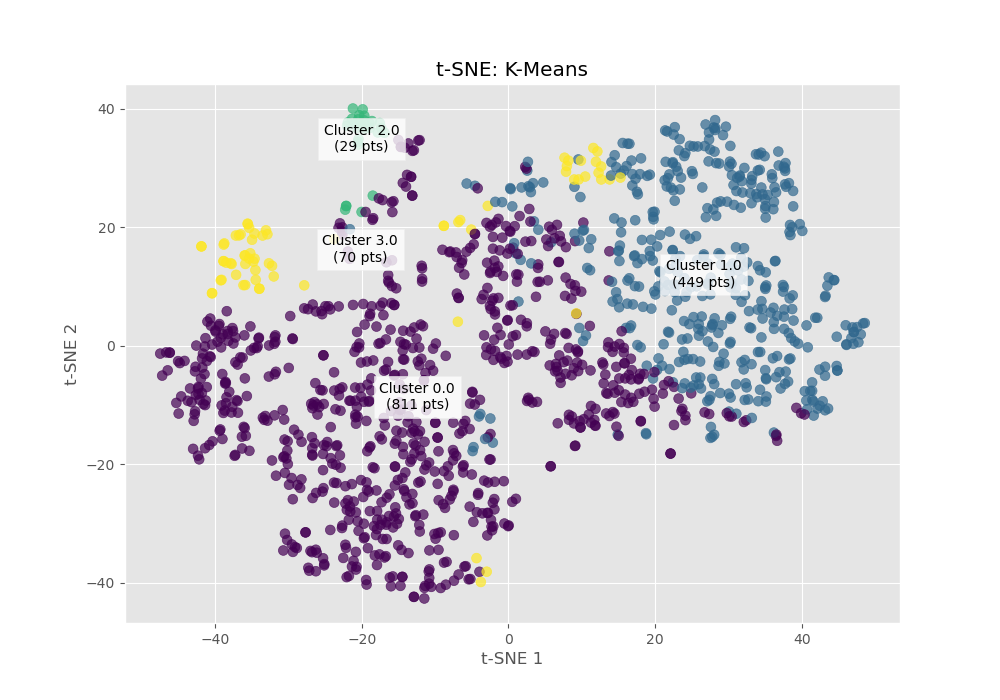 t-SNE: K-Means
40
20
0
−20
−40
t-SNE 2
Cluster 2.0
(29 pts)
Cluster 3.0
(70 pts)
Cluster 1.0
(449 pts)
Cluster 0.0
(811 pts)
−40
−20
0
20
40
t-SNE 1